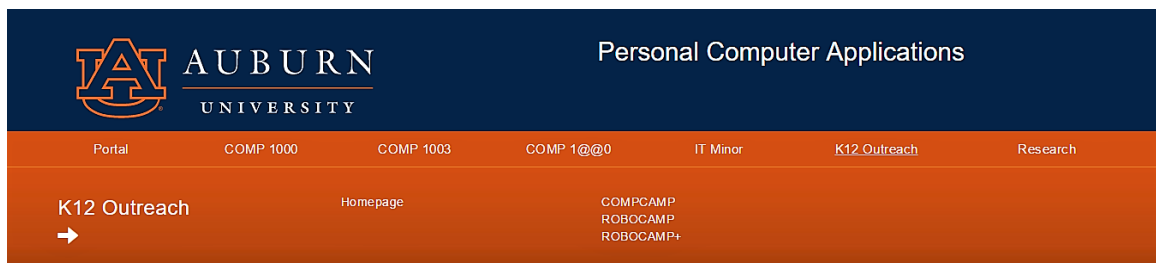 AUBURN
UNIVERSITY
Personal Computer Applications
Portal COMP 1000 COMP 1003 COMP 1@@0 IT Minor K12 Outreach Research
K12 Outreach
Homepage
COMPCAMP
ROBOCAMP
ROBOCAMP+